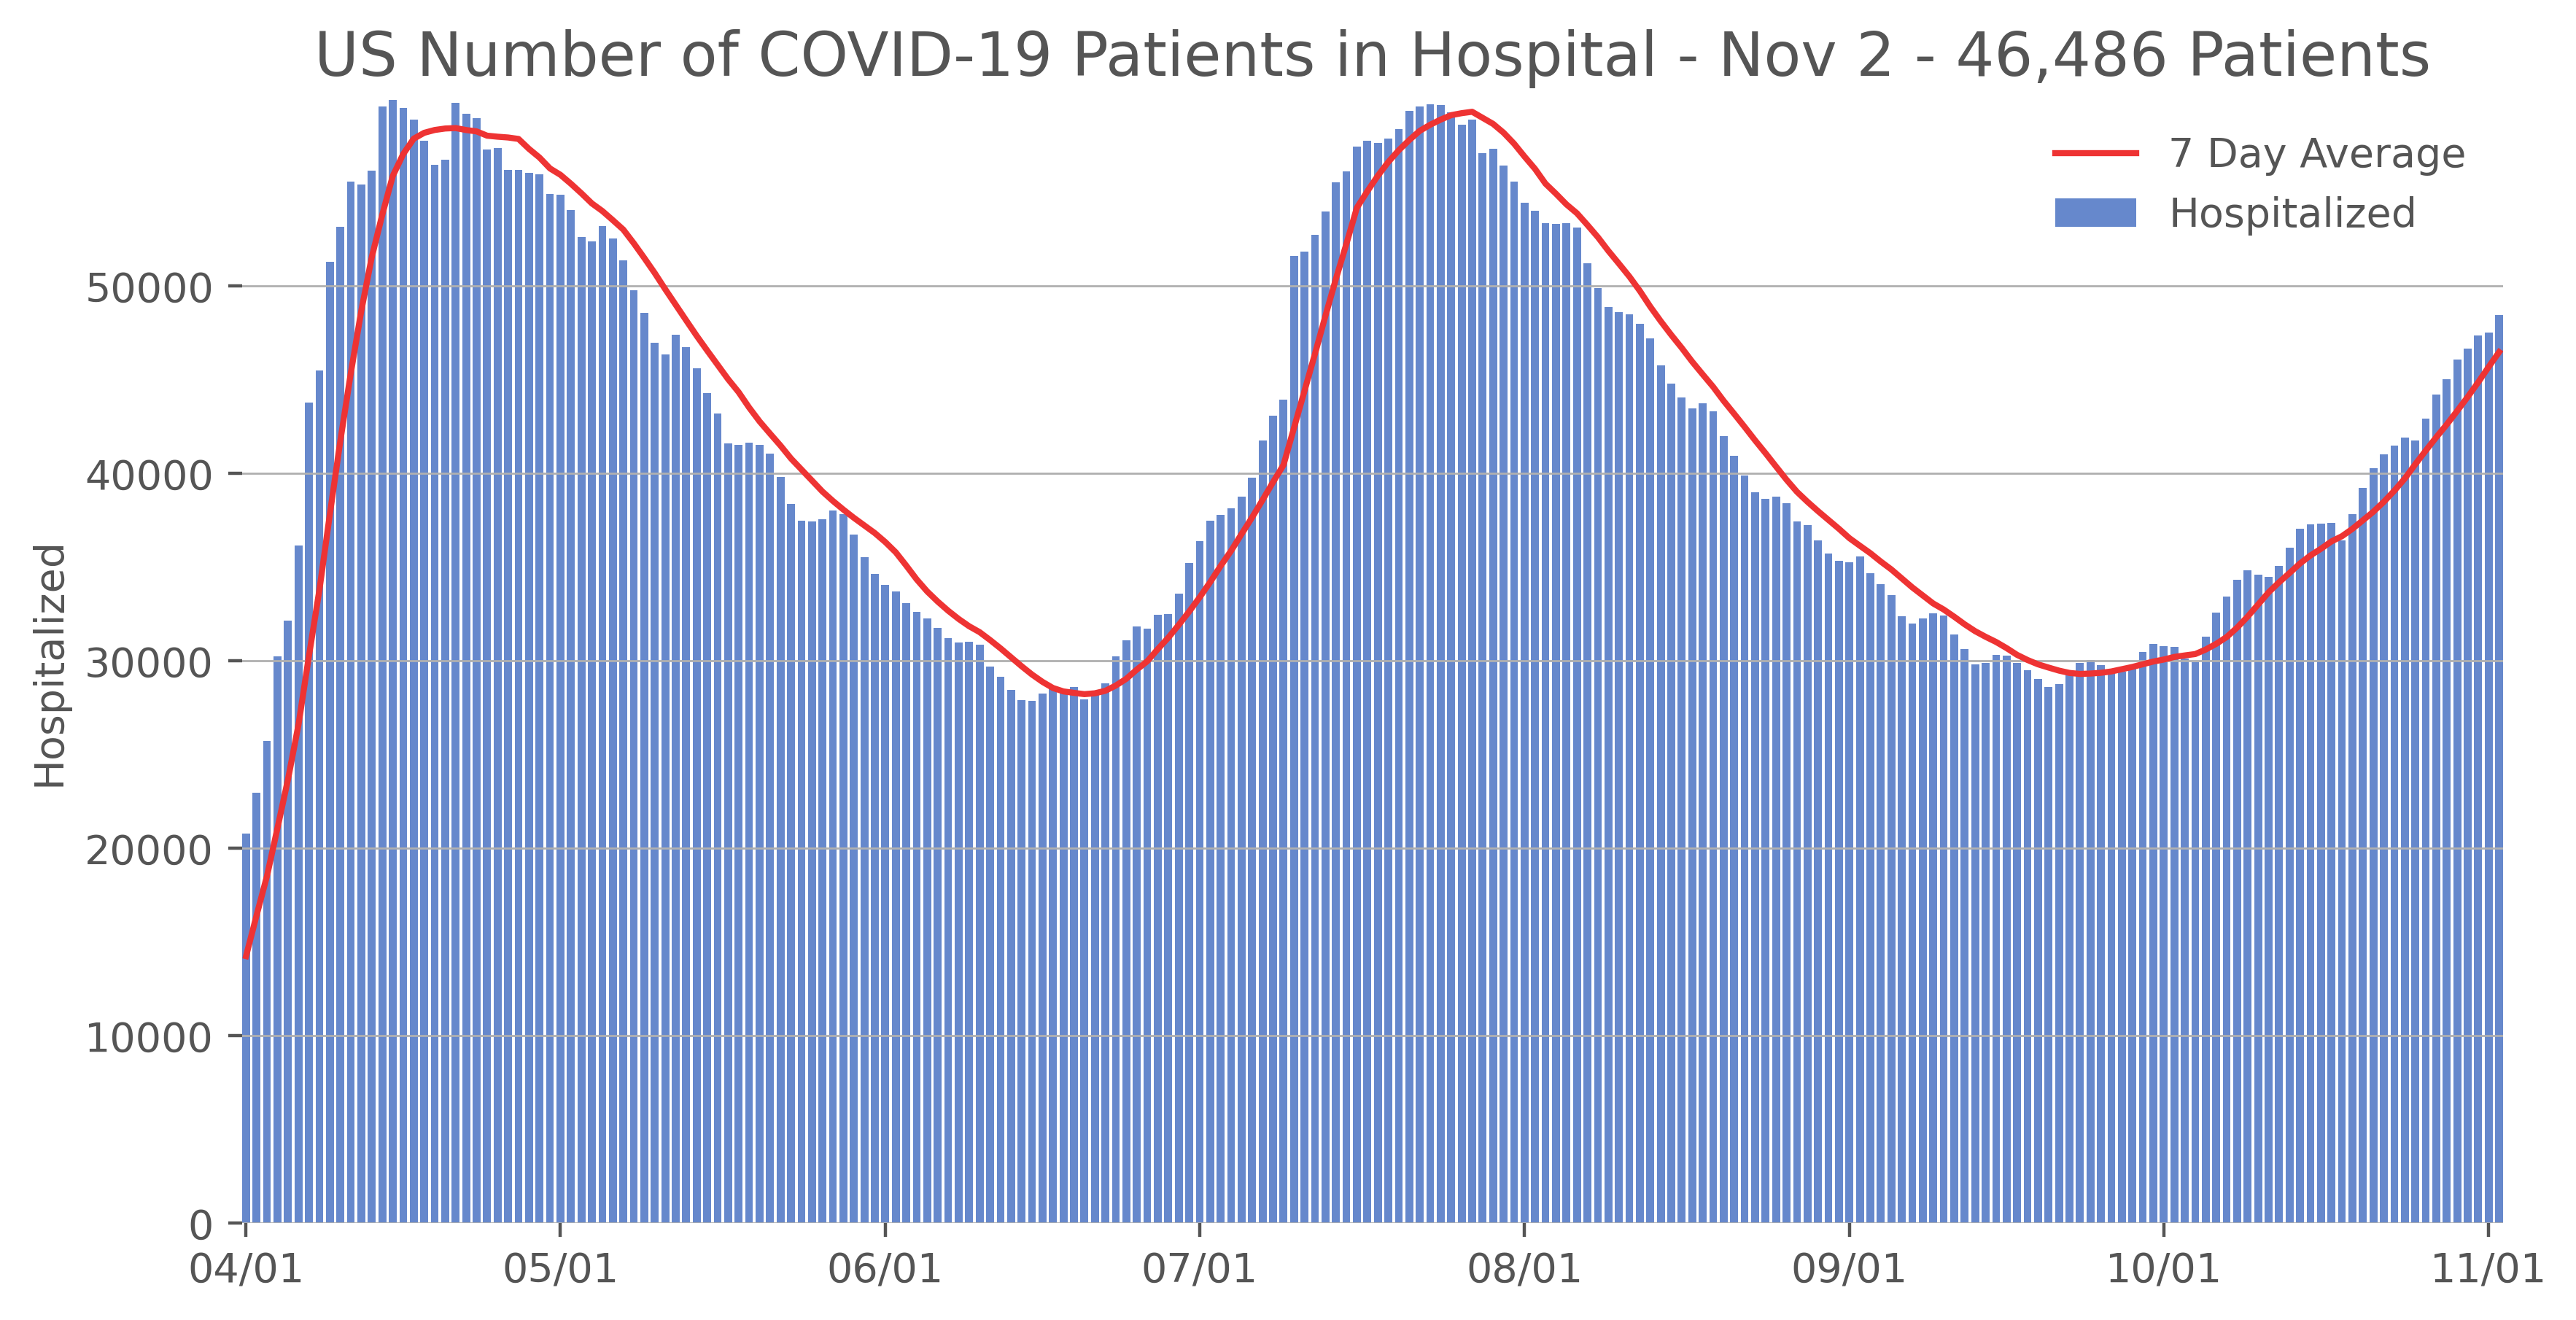 US Number of COVID-19 Patients in Hospital - Nov 2 - 46,486 Patients
7 Day Average
Hospitalized
Hospitalized
50000
40000
30000
20000
10000
0
04/01 05/01 06/01 07/01 08/01 09/01 10/01 11/01